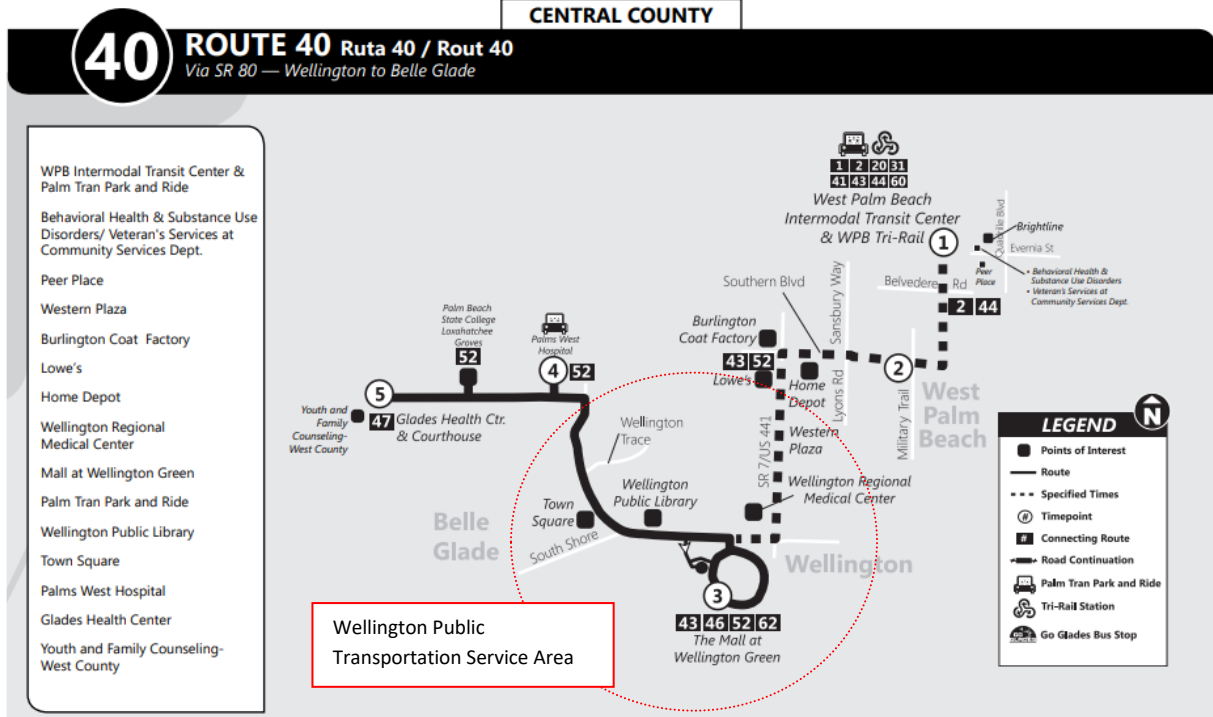 CENTRAL COUNTY
40
ROUTE 40 Ruta 40 / Rout 40
Via SR 80 — Wellington to Belle Glade
WPB Intermodal Transit Center &
Palm Tran Park and Ride
Behavioral Health & Substance Use
Disorders/ Veteran's Services at
Community Services Dept.
Peer Place
Western Plaza
Burlington Coat Factory
Lowe's
Home Depot
Wellington Regional
Medical Center
Mall at Wellington Green
Palm Tran Park and Ride
Wellington Public Library
Town Square
Palms West Hospital
Glades Health Center
Youth and Family Counseling-
West County
1 2 20 31
41 43 44 60
West Palm Beach
Intermodal Transit Center
& WPB Tri-Rail
1
Quadrille Blvd
Brightline
Evernia St
Peer
Place
• Behavioral Health &
Substance Use Disorders
• Veteran's Services at
Community Services Dept.
Belvedere Rd
2 44
Southern Blvd
Sansbury Way
Lyons Rd
Military Trail
2
West
Palm
Beach
Burlington
Coat Factory
43 52
Lowe's
Home
Depot
SR 7/US 441
Western
Plaza
Wellington Regional
Medical Center
Palm Beach
State College
Loxahatchee
Groves
52
Palms West
Hospital
4
52
5
Youth and
Family
Counseling-
West County
47
Glades Health Ctr.
& Courthouse
Wellington
Trace
Wellington
Public Library
Town
Square
South Shore
Belle
Glade
Wellington
3
43 46 52 62
The Mall at
Wellington Green
Wellington Public
Transportation Service Area
N
LEGEND
Points of Interest
Route
Specified Times
# Timepoint
# Connecting Route
Road Continuation
Palm Tran Park and Ride
Tri-Rail Station
Go Glades Bus Stop